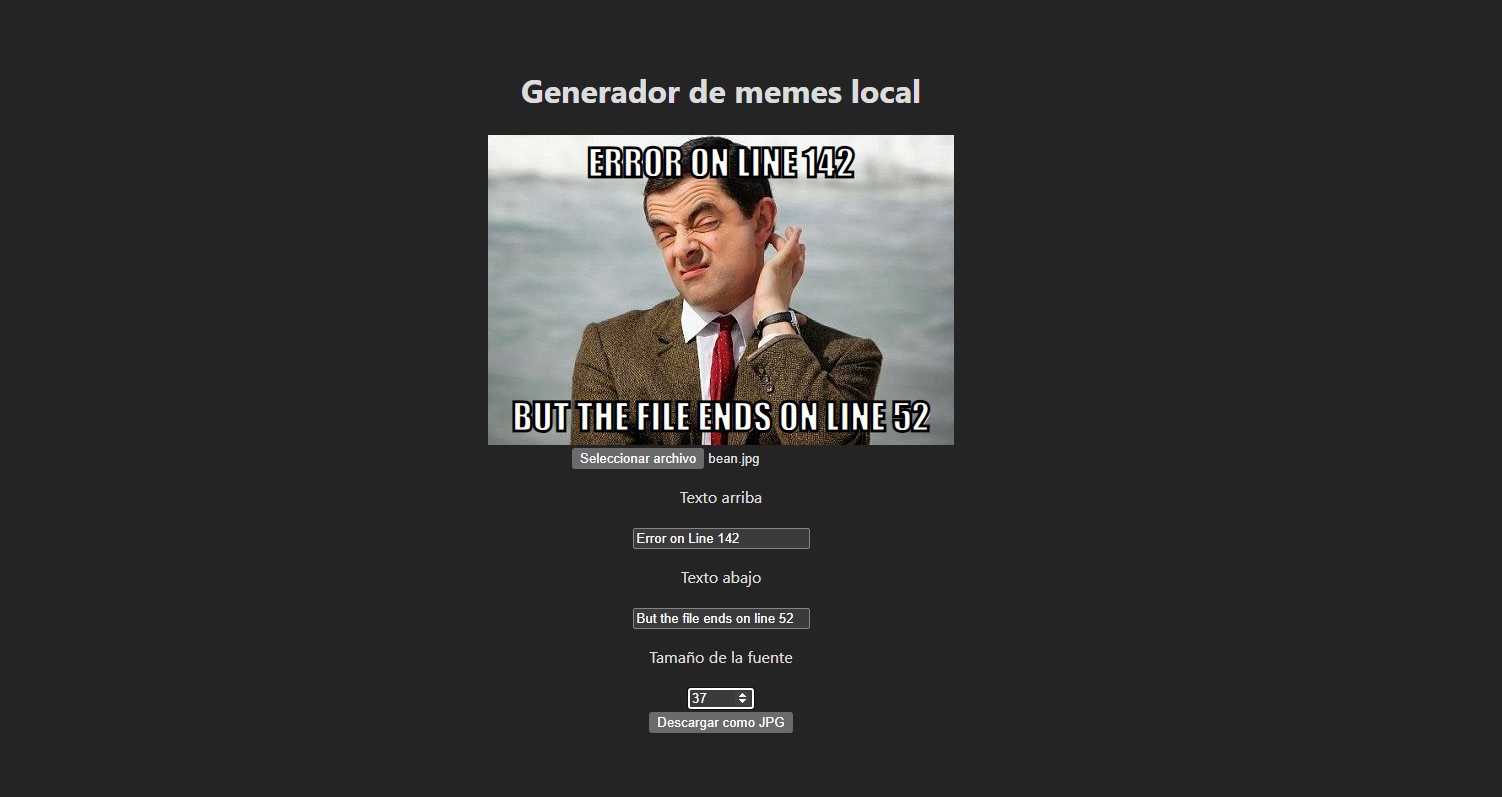 Generador de memes local
ERROR ON LINE 142
BUT THE FILE ENDS ON LINE 52
Seleccionar archivo bean.jpg
Texto arriba
Error on Line 142
Texto abajo
But the file ends on line 52
Tamaño de la fuente
37
Descargar como JPG